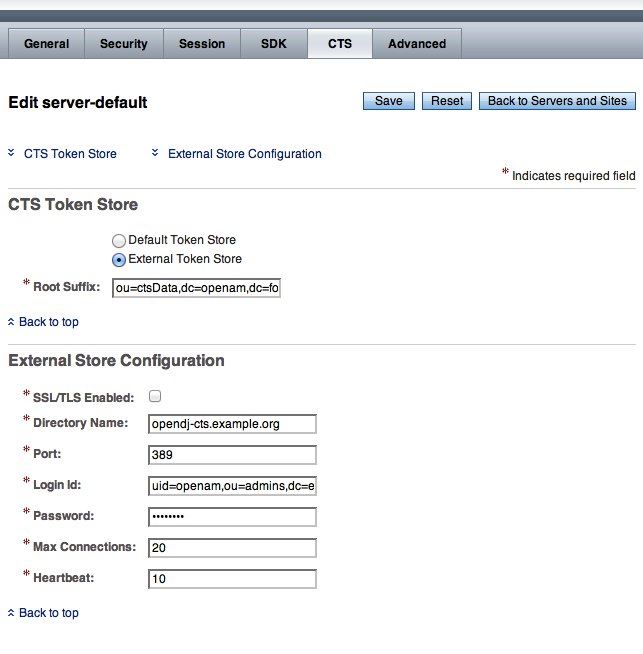 General Security Session SDK CTS Advanced
Edit server-default Save Reset Back to Servers and Sites
CTS Token Store External Store Configuration
* Indicates required field
CTS Token Store
Default Token Store
External Token Store
* Root Suffix: ou=ctsData,dc=openam,dc=fo
Back to top
External Store Configuration
* SSL/TLS Enabled:
* Directory Name: opendj-cts.example.org
* Port: 389
* Login Id: uid=openam,ou=admins,dc=e
* Password: ••••••••
* Max Connections: 20
* Heartbeat: 10
Back to top